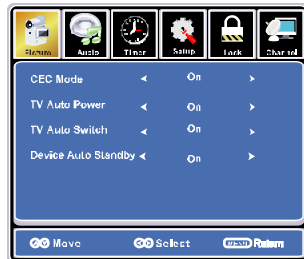 Picture Audio Timer Setup Lock Channel
CEC Mode On
TV Auto Power On
TV Auto Switch On
Device Auto Standby On
Move Select MENU Return